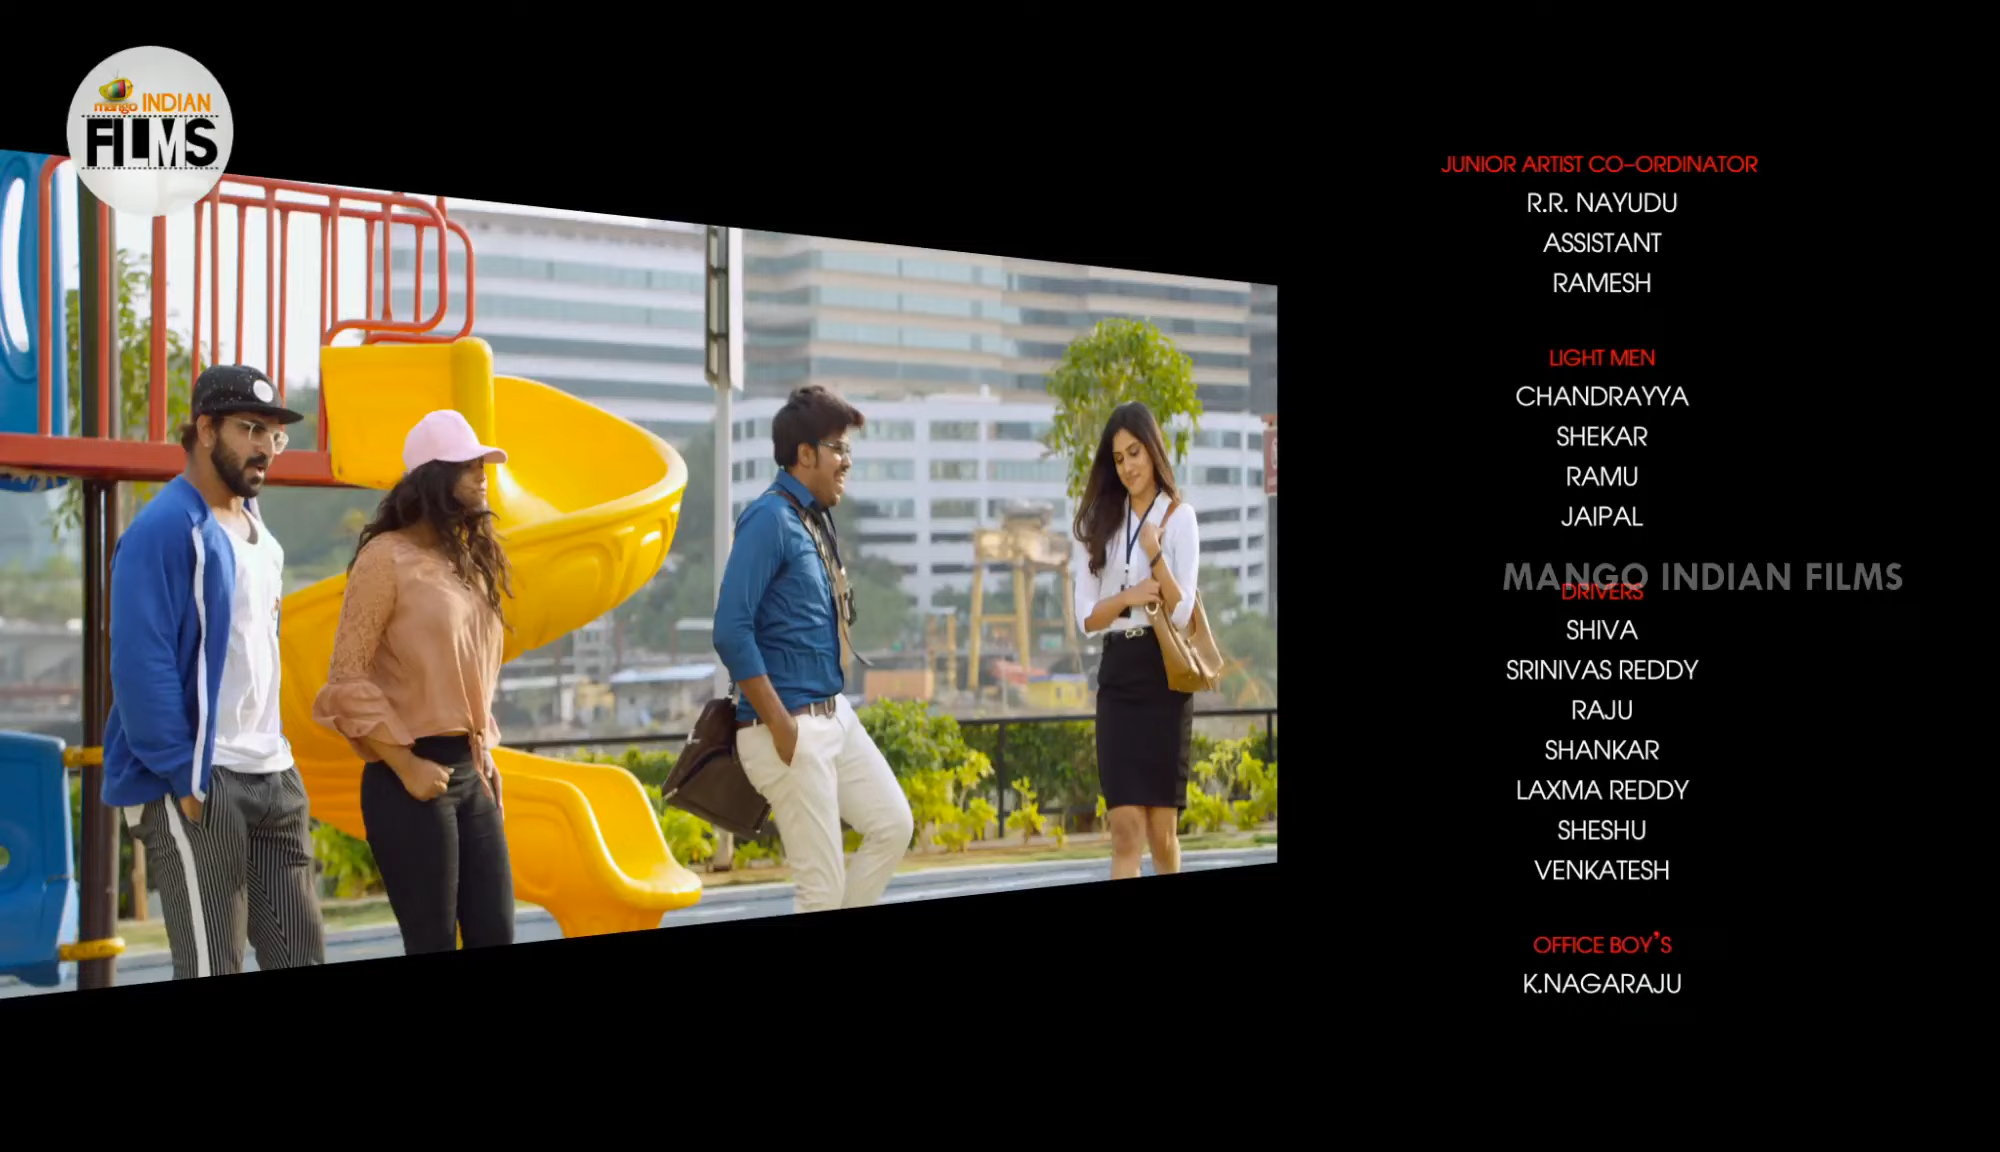 mango INDIAN
FILMS
JUNIOR ARTIST CO-ORDINATOR
R.R. NAYUDU
ASSISTANT
RAMESH
LIGHT MEN
CHANDRAYYA
SHEKAR
RAMU
JAIPAL
MANGO INDIAN FILMS
DRIVERS
SHIVA
SRINIVAS REDDY
RAJU
SHANKAR
LAXMA REDDY
SHESHU
VENKATESH
OFFICE BOY'S
K.NAGARAJU